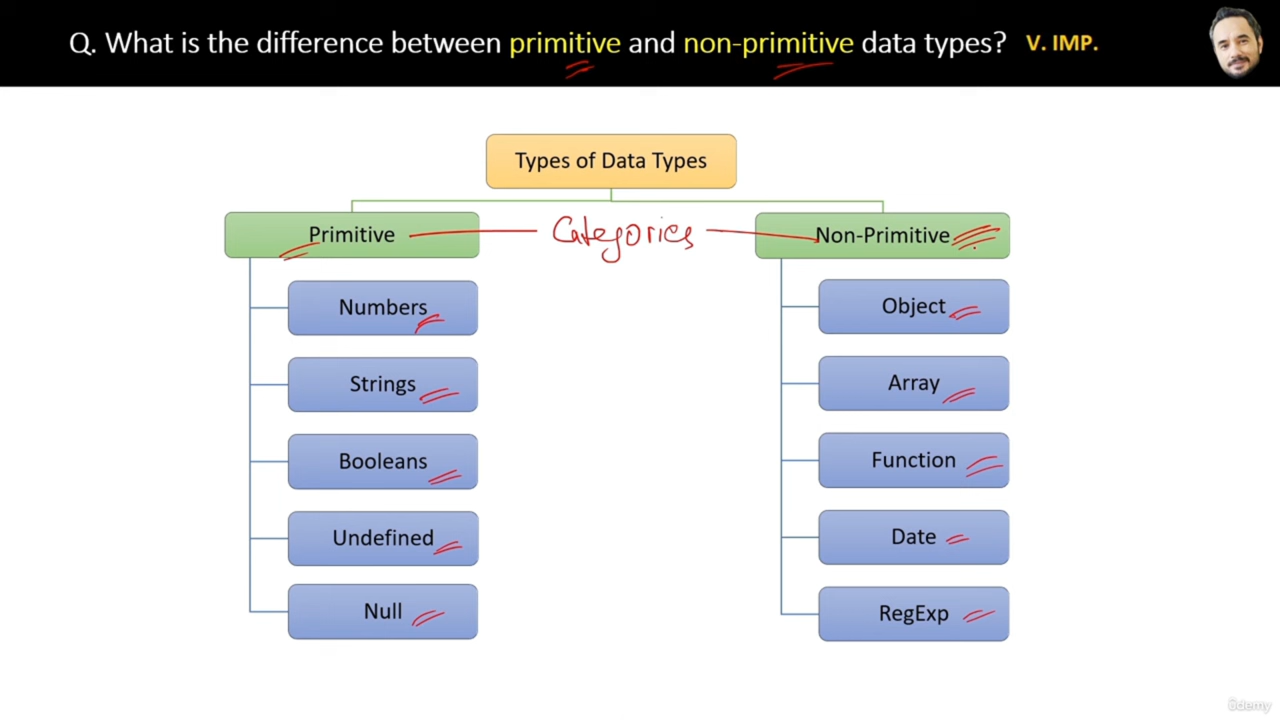 Q. What is the difference between primitive and non-primitive data types? V. IMP.
Types of Data Types
Primitive
Categories
Non-Primitive
Numbers
Strings
Booleans
Undefined
Null
Object
Array
Function
Date
RegExp
ûdemy